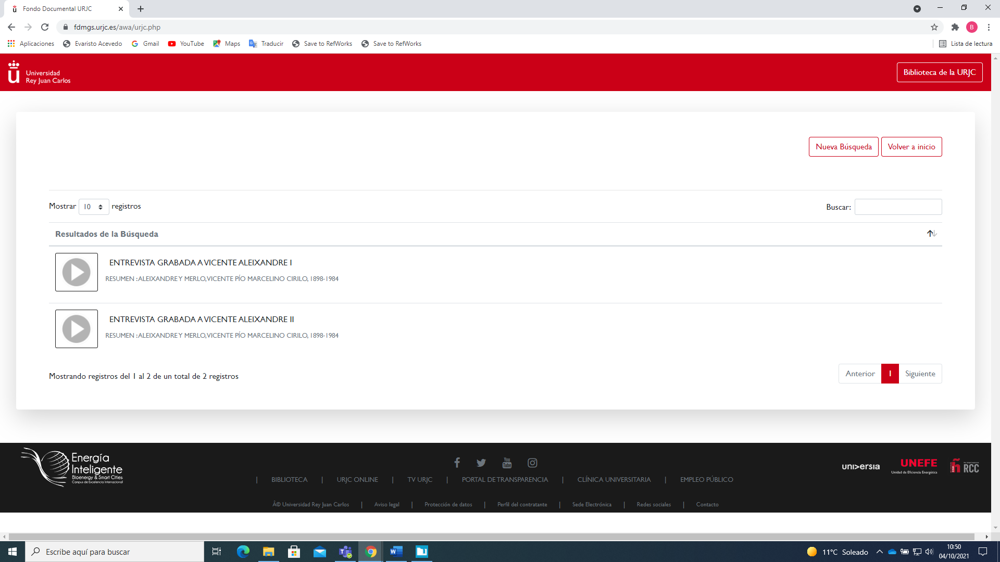 Fondo Documental URJC
fdmgs.urjc.es/awa/urjc.php
B
Aplicaciones Evaristo Acevedo Gmail YouTube Maps Traducir Save to RefWorks Save to RefWorks Lista de lectura
Universidad
Rey Juan Carlos
Biblioteca de la URJC
Nueva Búsqueda Volver a inicio
Mostrar 10 registros Buscar:
Resultados de la Búsqueda
ENTREVISTA GRABADA A VICENTE ALEIXANDRE I
RESUMEN : ALEIXANDRE Y MERLO, VICENTE PÍO MARCELINO CIRILO, 1898-1984
ENTREVISTA GRABADA A VICENTE ALEIXANDRE II
RESUMEN : ALEIXANDRE Y MERLO, VICENTE PÍO MARCELINO CIRILO, 1898-1984
Mostrando registros del 1 al 2 de un total de 2 registros
Anterior 1 Siguiente
Energía
Inteligente
Bioenergy & Smart Cities
Campus de Excelencia Internacional
You
Tube
universia
UNEFE
Unidad de Eficiencia Energética
RCC
| BIBLIOTECA | URJC ONLINE | TV URJC | PORTAL DE TRANSPARENCIA | CLÍNICA UNIVERSITARIA | EMPLEO PÚBLICO
Â© Universidad Rey Juan Carlos | Aviso legal | Protección de datos | Perfil del contratante | Sede Electrónica | Redes sociales | Contacto
Escribe aquí para buscar
11°C Soleado
10:50
04/10/2021